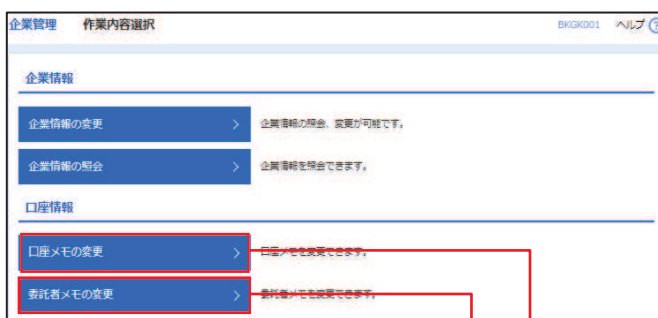 企業管理 作業内容選択 BKGK001 ヘルプ ?
企業情報
企業情報の変更 > 企業情報の照会、変更が可能です。
企業情報の照会 > 企業情報を照会できます。
口座情報
口座メモの変更 > 口座メモを変更できます。
委託者メモの変更 > 委託者メモを変更できます。